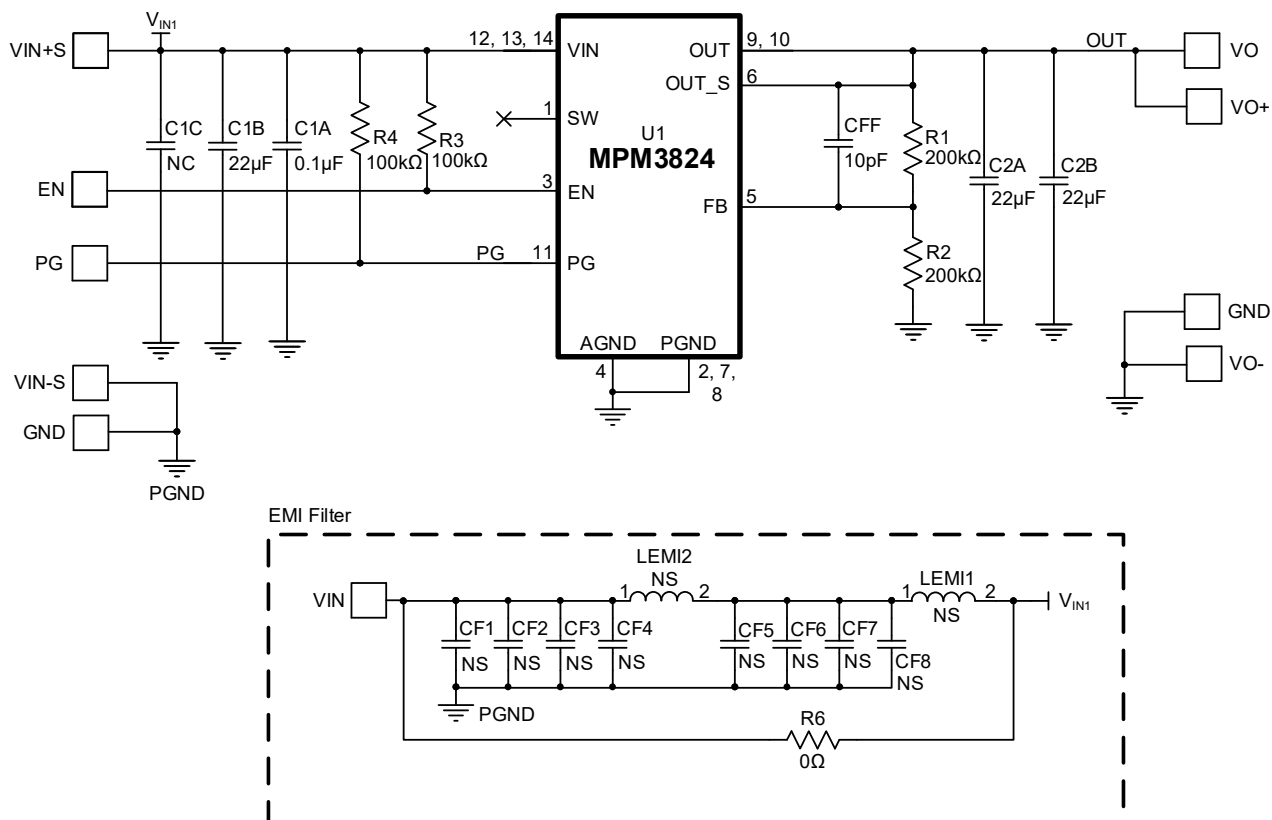 VIN1
VIN+S
12, 13, 14
VIN
OUT
9, 10
OUT
VO
OUT_S
6
VO+
1
SW
C1C
NC
C1B
22µF
C1A
0.1µF
R4
100kΩ
R3
100kΩ
U1
MPM3824
CFF
10pF
R1
200kΩ
C2A
22µF
C2B
22µF
EN
3
EN
FB
5
R2
200kΩ
PG
PG
11
PG
GND
AGND
PGND
4
2, 7,
8
VO-
VIN-S
GND
PGND
EMI Filter
LEMI2
NS
LEMI1
NS
VIN
1
2
1
2
VIN1
CF1
NS
CF2
NS
CF3
NS
CF4
NS
CF5
NS
CF6
NS
CF7
NS
CF8
NS
PGND
R6
0Ω